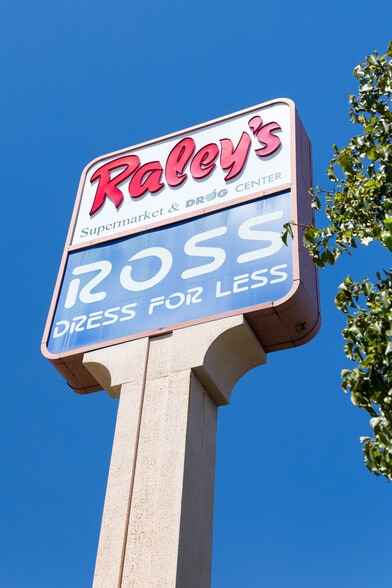 Raley's
Supermarket & DRUG CENTER
ROSS
DRESS FOR LESS